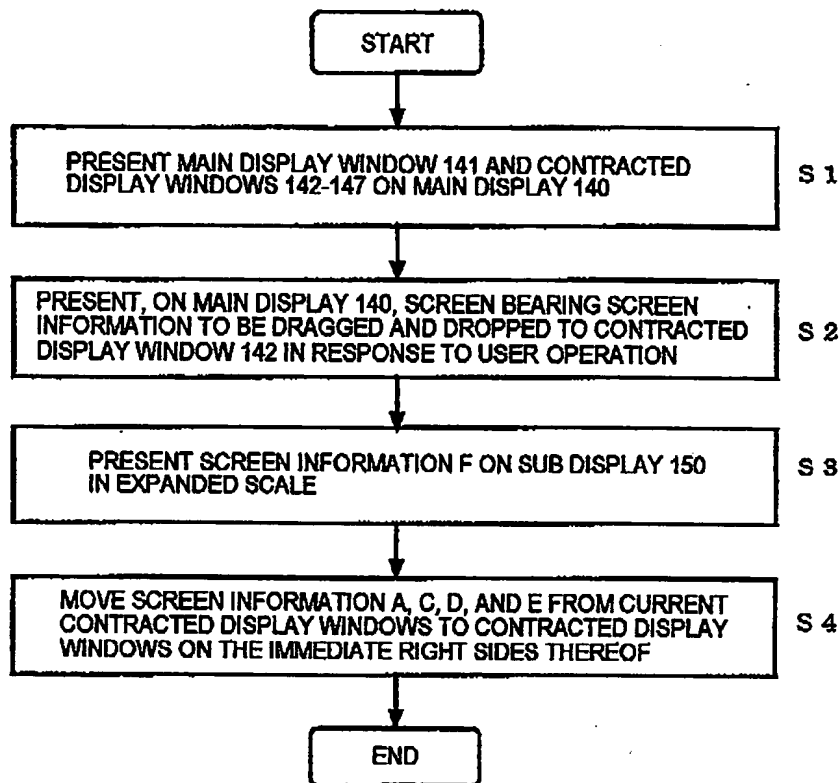 START
PRESENT MAIN DISPLAY WINDOW 141 AND CONTRACTED
DISPLAY WINDOWS 142-147 ON MAIN DISPLAY 140
S 1
PRESENT, ON MAIN DISPLAY 140, SCREEN BEARING SCREEN
INFORMATION TO BE DRAGGED AND DROPPED TO CONTRACTED
DISPLAY WINDOW 142 IN RESPONSE TO USER OPERATION
S 2
PRESENT SCREEN INFORMATION F ON SUB DISPLAY 150
IN EXPANDED SCALE
S 3
MOVE SCREEN INFORMATION A, C, D, AND E FROM CURRENT
CONTRACTED DISPLAY WINDOWS TO CONTRACTED DISPLAY
WINDOWS ON THE IMMEDIATE RIGHT SIDES THEREOF
S 4
END